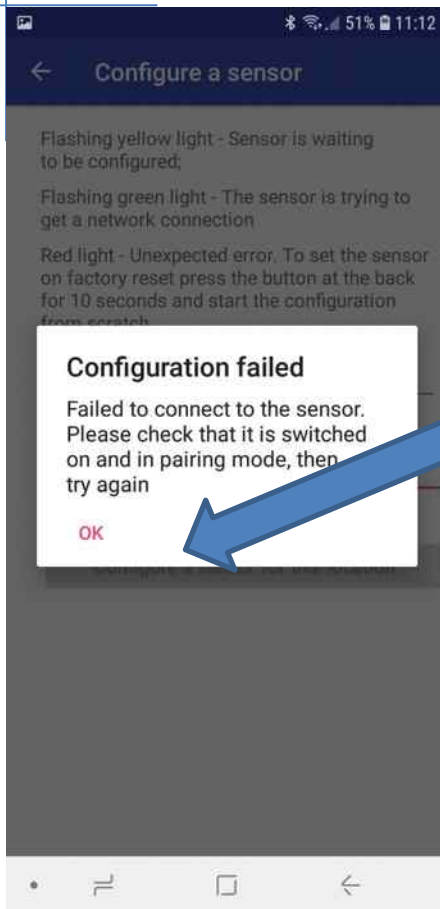 51% 11:12
Configure a sensor
Flashing yellow light - Sensor is waiting
to be configured;
Flashing green light - The sensor is trying to
get a network connection
Red light - Unexpected error. To set the sensor
on factory reset press the button at the back
for 10 seconds and start the configuration
from scratch
Configuration failed
Failed to connect to the sensor.
Please check that it is switched
on and in pairing mode, then
try again
OK